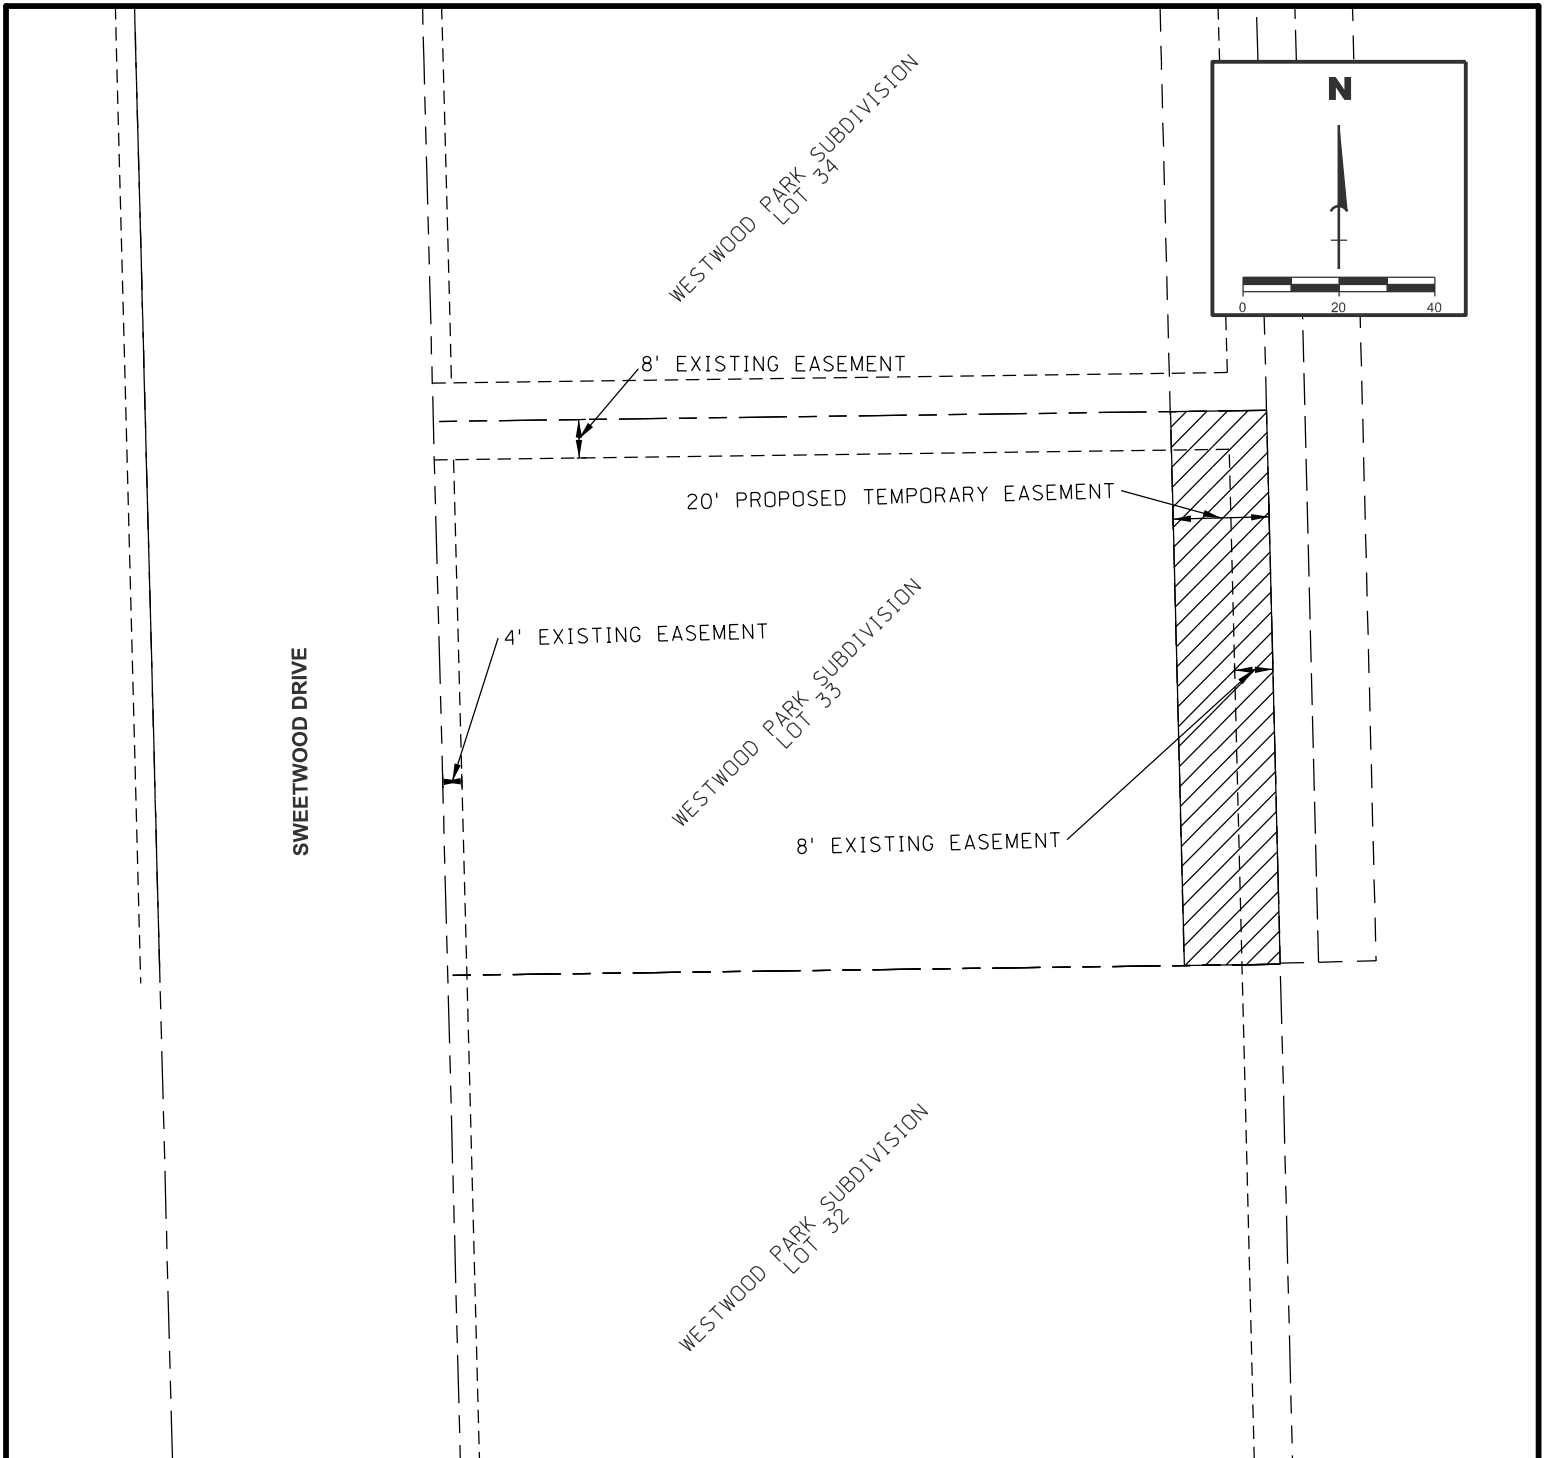 N
0 20 40
WESTWOOD PARK SUBDIVISION
LOT 34
8' EXISTING EASEMENT
20' PROPOSED TEMPORARY EASEMENT
4' EXISTING EASEMENT
WESTWOOD PARK SUBDIVISION
LOT 33
SWEETWOOD DRIVE
8' EXISTING EASEMENT
WESTWOOD PARK SUBDIVISION
LOT 32